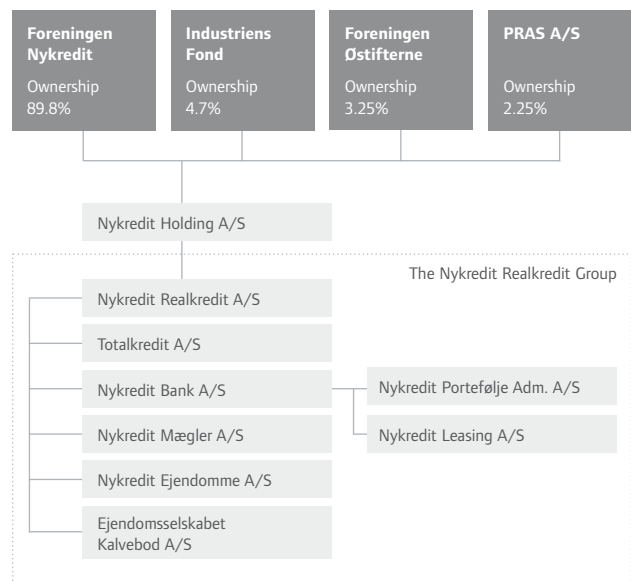 Foreningen
Nykredit
Ownership
89.8%
Industriens
Fond
Ownership
4.7%
Foreningen
Østifterne
Ownership
3.25%
PRAS A/S
Ownership
2.25%
Nykredit Holding A/S
The Nykredit Realkredit Group
Nykredit Realkredit A/S
Totalkredit A/S
Nykredit Bank A/S
Nykredit Portefølje Adm. A/S
Nykredit Mægler A/S
Nykredit Leasing A/S
Nykredit Ejendomme A/S
Ejendomsselskabet
Kalvebod A/S